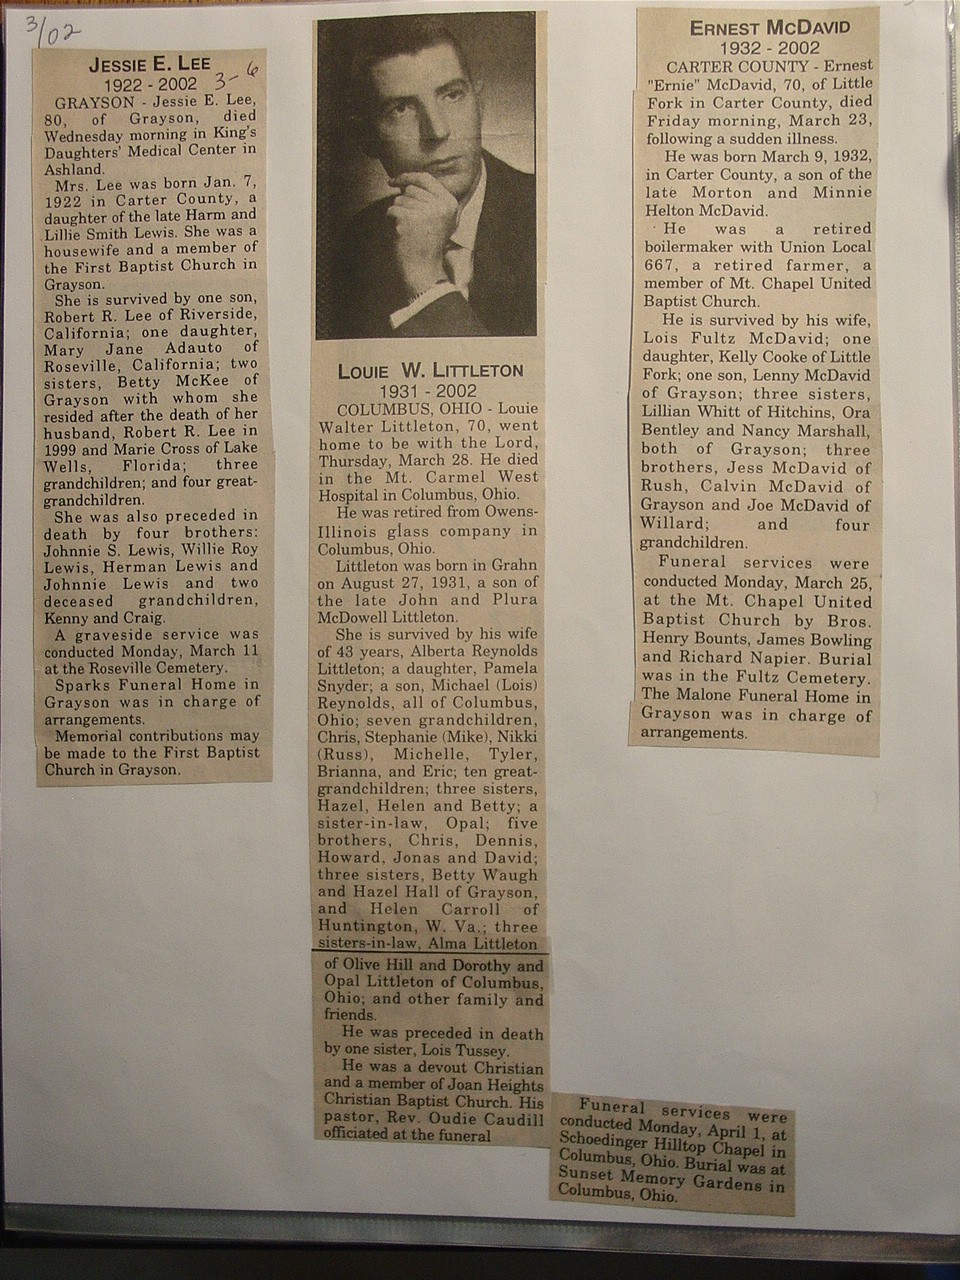 3/02
JESSIE E. LEE
1922 - 2002
3-6
GRAYSON - Jessie E. Lee,
80, of Grayson, died
Wednesday morning in King's
Daughters' Medical Center in
Ashland.
Mrs. Lee was born Jan. 7,
1922 in Carter County, a
daughter of the late Harm and
Lillie Smith Lewis. She was a
housewife and a member of
the First Baptist Church in
Grayson.
She is survived by one son,
Robert R. Lee of Riverside,
California; one daughter,
Mary Jane Adauto of
Roseville, California; two
sisters, Betty McKee of
Grayson with whom she
resided after the death of her
husband, Robert R. Lee in
1999 and Marie Cross of Lake
Wells, Florida; three
grandchildren; and four great-
grandchildren.
She was also preceded in
death by four brothers:
Johnnie S. Lewis, Willie Roy
Lewis, Herman Lewis and
Johnnie Lewis and two
deceased grandchildren,
Kenny and Craig.
A graveside service was
conducted Monday, March 11
at the Roseville Cemetery.
Sparks Funeral Home in
Grayson was in charge of
arrangements.
Memorial contributions may
be made to the First Baptist
Church in Grayson.
LOUIE W. LITTLETON
1931 - 2002
COLUMBUS, OHIO - Louie
Walter Littleton, 70, went
home to be with the Lord,
Thursday, March 28. He died
in the Mt. Carmel West
Hospital in Columbus, Ohio.
He was retired from Owens-
Illinois glass company in
Columbus, Ohio.
Littleton was born in Grahn
on August 27, 1931, a son of
the late John and Plura
McDowell Littleton.
She is survived by his wife
of 43 years, Alberta Reynolds
Littleton; a daughter, Pamela
Snyder; a son, Michael (Lois)
Reynolds, all of Columbus,
Ohio; seven grandchildren,
Chris, Stephanie (Mike), Nikki
(Russ), Michelle, Tyler,
Brianna, and Eric; ten great-
grandchildren; three sisters,
Hazel, Helen and Betty; a
sister-in-law, Opal; five
brothers, Chris, Dennis,
Howard, Jonas and David;
three sisters, Betty Waugh
and Hazel Hall of Grayson,
and Helen Carroll of
Huntington, W. Va.; three
sisters-in-law, Alma Littleton
of Olive Hill and Dorothy and
Opal Littleton of Columbus,
Ohio; and other family and
friends.
He was preceded in death
by one sister, Lois Tussey.
He was a devout Christian
and a member of Joan Heights
Christian Baptist Church. His
pastor, Rev. Oudie Caudill
officiated at the funeral
Funeral services were
conducted Monday, April 1, at
Schoedinger Hilltop Chapel in
Columbus, Ohio. Burial was at
Sunset Memory Gardens in
Columbus, Ohio.
ERNEST MCDAVID
1932 - 2002
CARTER COUNTY - Ernest
"Ernie" McDavid, 70, of Little
Fork in Carter County, died
Friday morning, March 23,
following a sudden illness.
He was born March 9, 1932,
in Carter County, a son of the
late Morton and Minnie
Helton McDavid.
He was a retired
boilermaker with Union Local
667, a retired farmer, a
member of Mt. Chapel United
Baptist Church.
He is survived by his wife,
Lois Fultz McDavid; one
daughter, Kelly Cooke of Little
Fork; one son, Lenny McDavid
of Grayson; three sisters,
Lillian Whitt of Hitchins, Ora
Bentley and Nancy Marshall,
both of Grayson; three
brothers, Jess McDavid of
Rush, Calvin McDavid of
Grayson and Joe McDavid of
Willard; and four
grandchildren.
Funeral services were
conducted Monday, March 25,
at the Mt. Chapel United
Baptist Church by Bros.
Henry Bounts, James Bowling
and Richard Napier. Burial
was in the Fultz Cemetery.
The Malone Funeral Home in
Grayson was in charge of
arrangements.